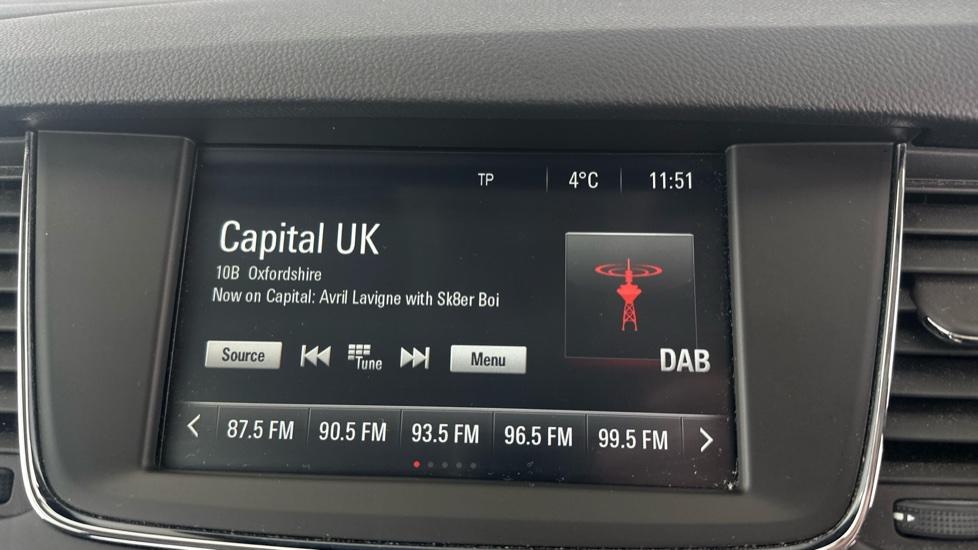 TP 4°C 11:51
Capital UK
10B Oxfordshire
Now on Capital: Avril Lavigne with Sk8er Boi
Source Tune Menu
DAB
87.5 FM 90.5 FM 93.5 FM 96.5 FM 99.5 FM